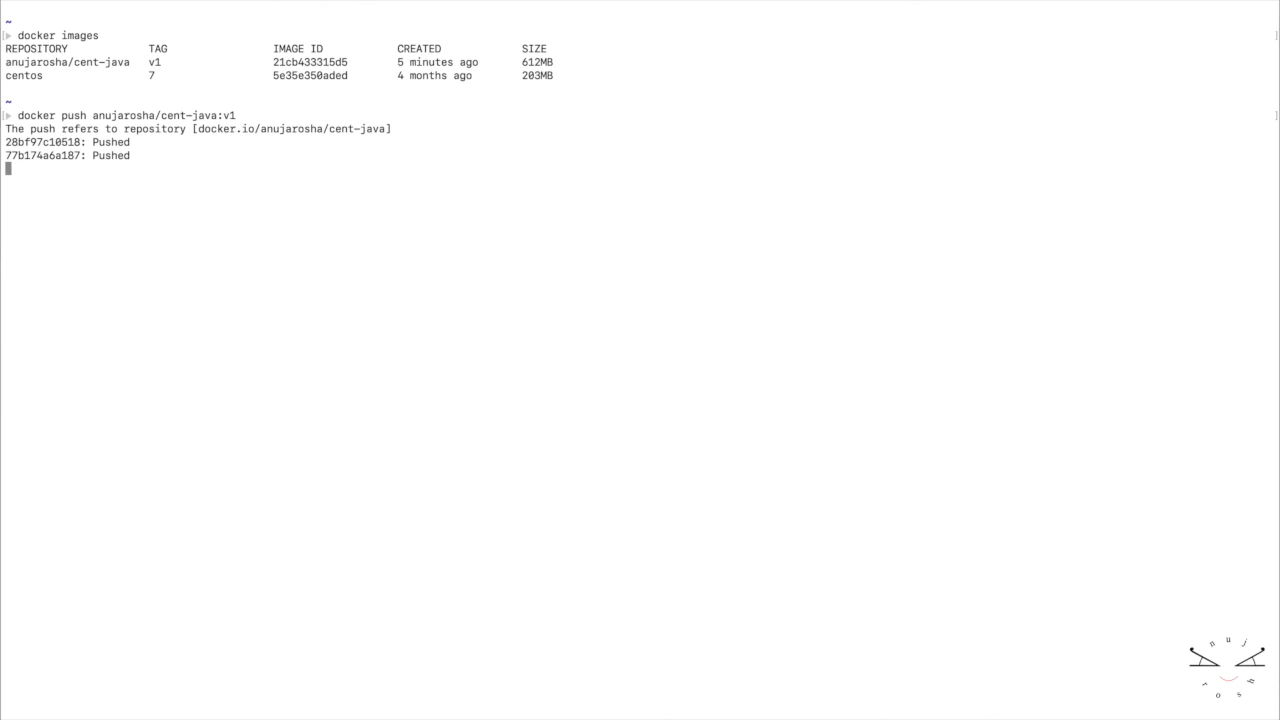 ~
docker images
REPOSITORY TAG IMAGE ID CREATED SIZE
anujarosha/cent-java v1 21cb433315d5 5 minutes ago 612MB
centos 7 5e35e350aded 4 months ago 203MB
~
docker push anujarosha/cent-java:v1
The push refers to repository [docker.io/anujarosha/cent-java]
28bf97c10518: Pushed
77b174a6a187: Pushed
n u j
r o s h